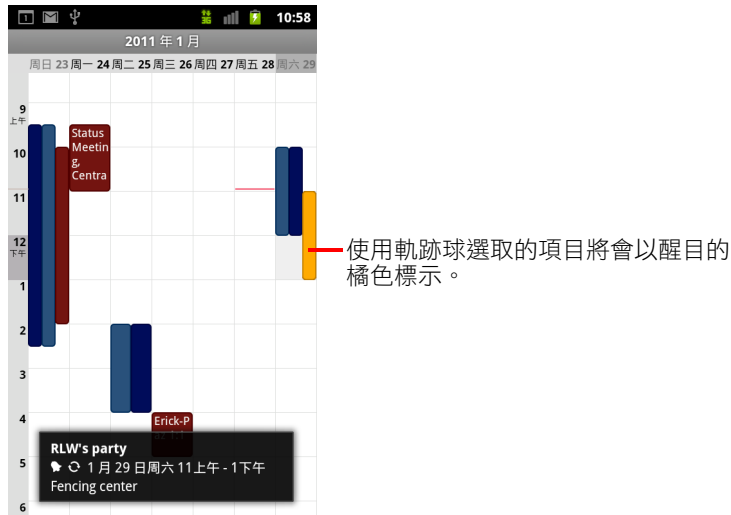 1 3G 10:58
2011 年 1 月
周日 23 周一 24 周二 25 周三 26 周四 27 周五 28 周六 29
9
上午
Status
Meetin
g,
Centra
10
11
12
下午
1
2
3
4
Erick-P
5
6
RLW's party
1 月 29 日周六 11上午 - 1下午
Fencing center
使用軌跡球選取的項目將會以醒目的
橘色標示。